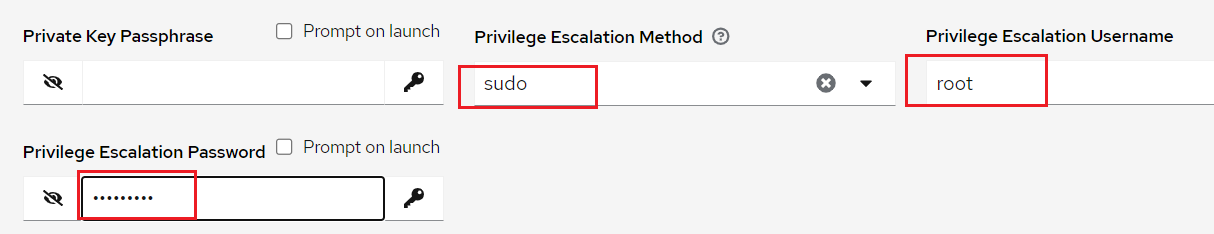 Private Key Passphrase
Prompt on launch
Privilege Escalation Method
Privilege Escalation Username
sudo
root
Privilege Escalation Password
Prompt on launch
•••••••••